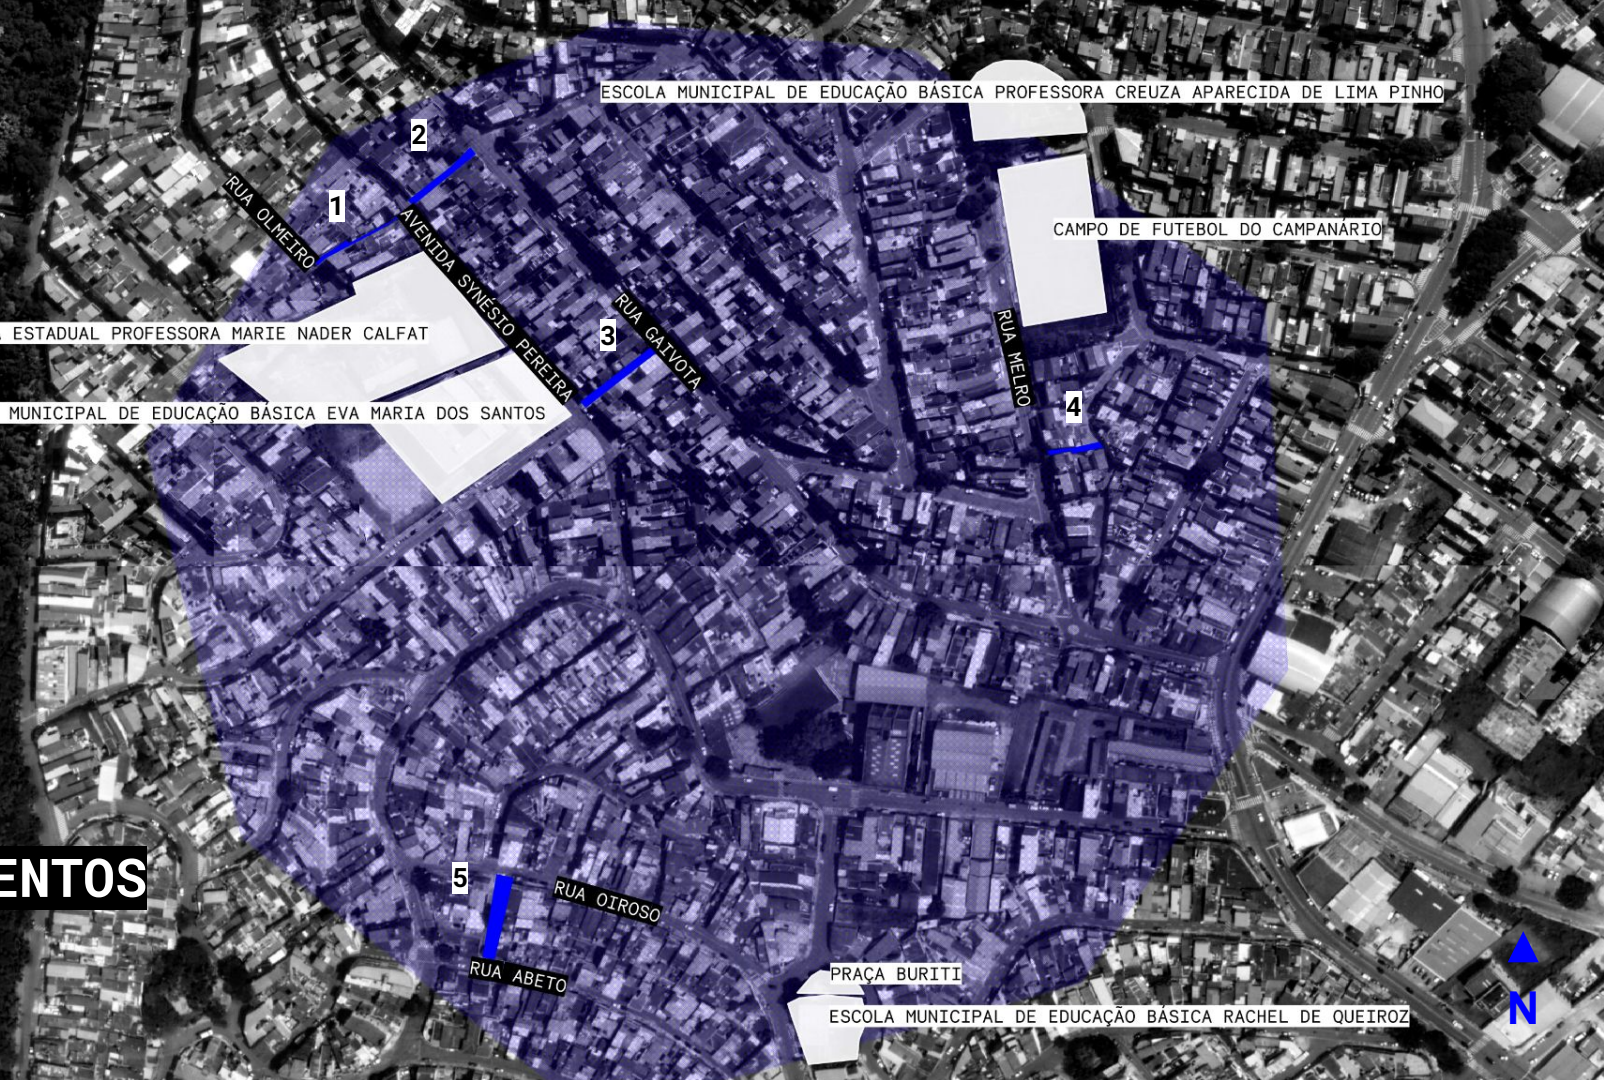 ESCOLA MUNICIPAL DE EDUCAÇÃO BÁSICA PROFESSORA CREUZA APARECIDA DE LIMA PINHO
2
1
RUA OLMEIRO
AVENIDA SYNÉSIO PEREIRA
CAMPO DE FUTEBOL DO CAMPANÁRIO
ESTADUAL PROFESSORA MARIE NADER CALFAT
3
RUA GAIVOTA
RUA MELRO
4
MUNICIPAL DE EDUCAÇÃO BÁSICA EVA MARIA DOS SANTOS
ENTOS
5
RUA OIROSO
RUA ABETO
PRAÇA BURITI
ESCOLA MUNICIPAL DE EDUCAÇÃO BÁSICA RACHEL DE QUEIROZ
N